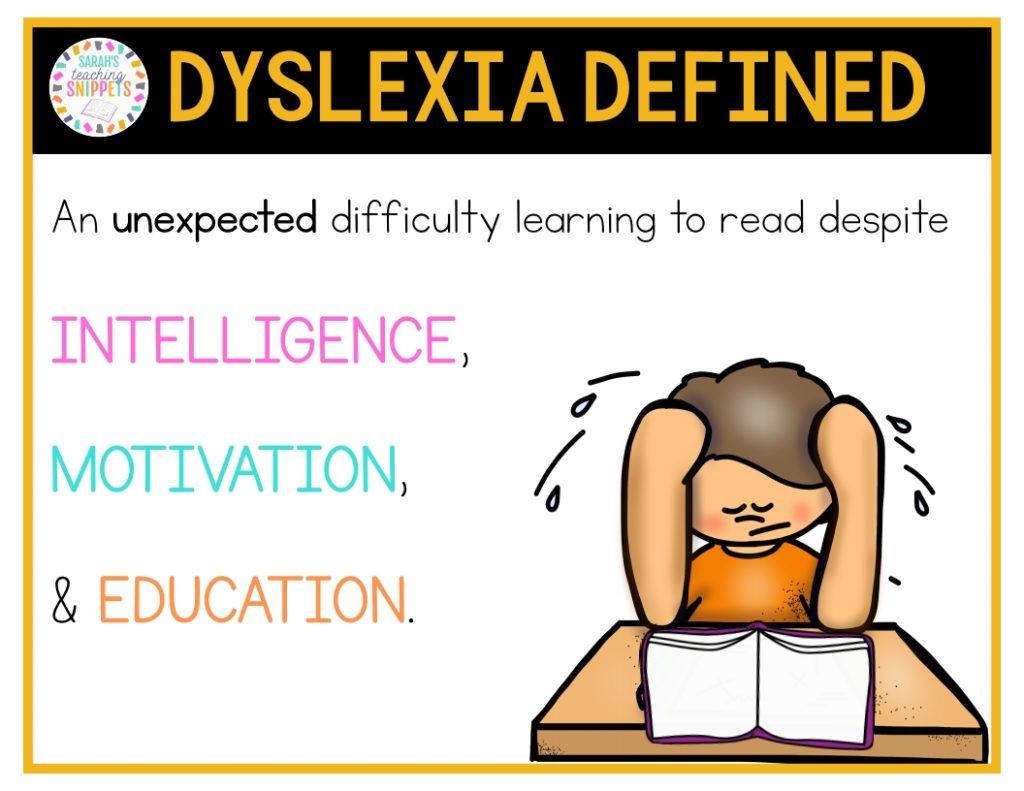 SARAH'S
teaching
SNIPPETS
DYSLEXIA DEFINED
An unexpected difficulty learning to read despite
INTELLIGENCE,
MOTIVATION,
& EDUCATION.